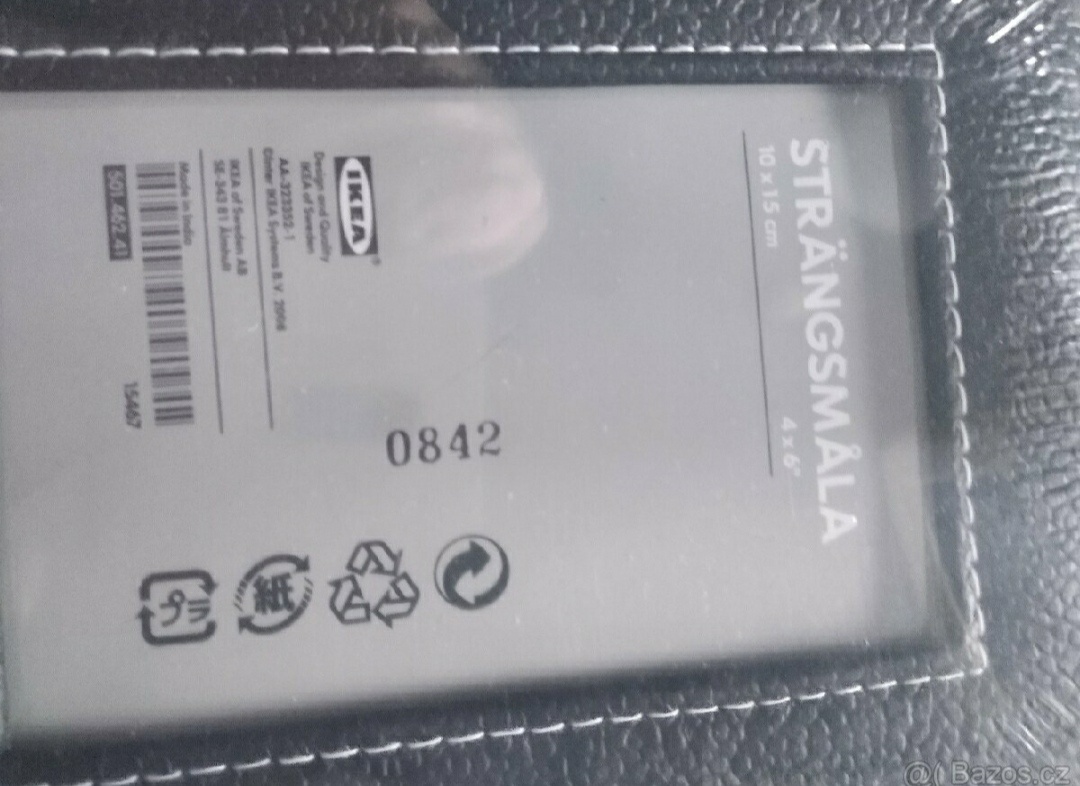 STRÄNGSMÅLA
10 x 15 cm
4 x 6"
IKEA®
Design and Quality
IKEA of Sweden
AA-323352-1
©Inter IKEA Systems B.V. 2008
IKEA of Sweden AB
SE-343 81 Älmhult
Made in India
501.462.41
15467
0842
紙
プラ
@( Bazos.cz